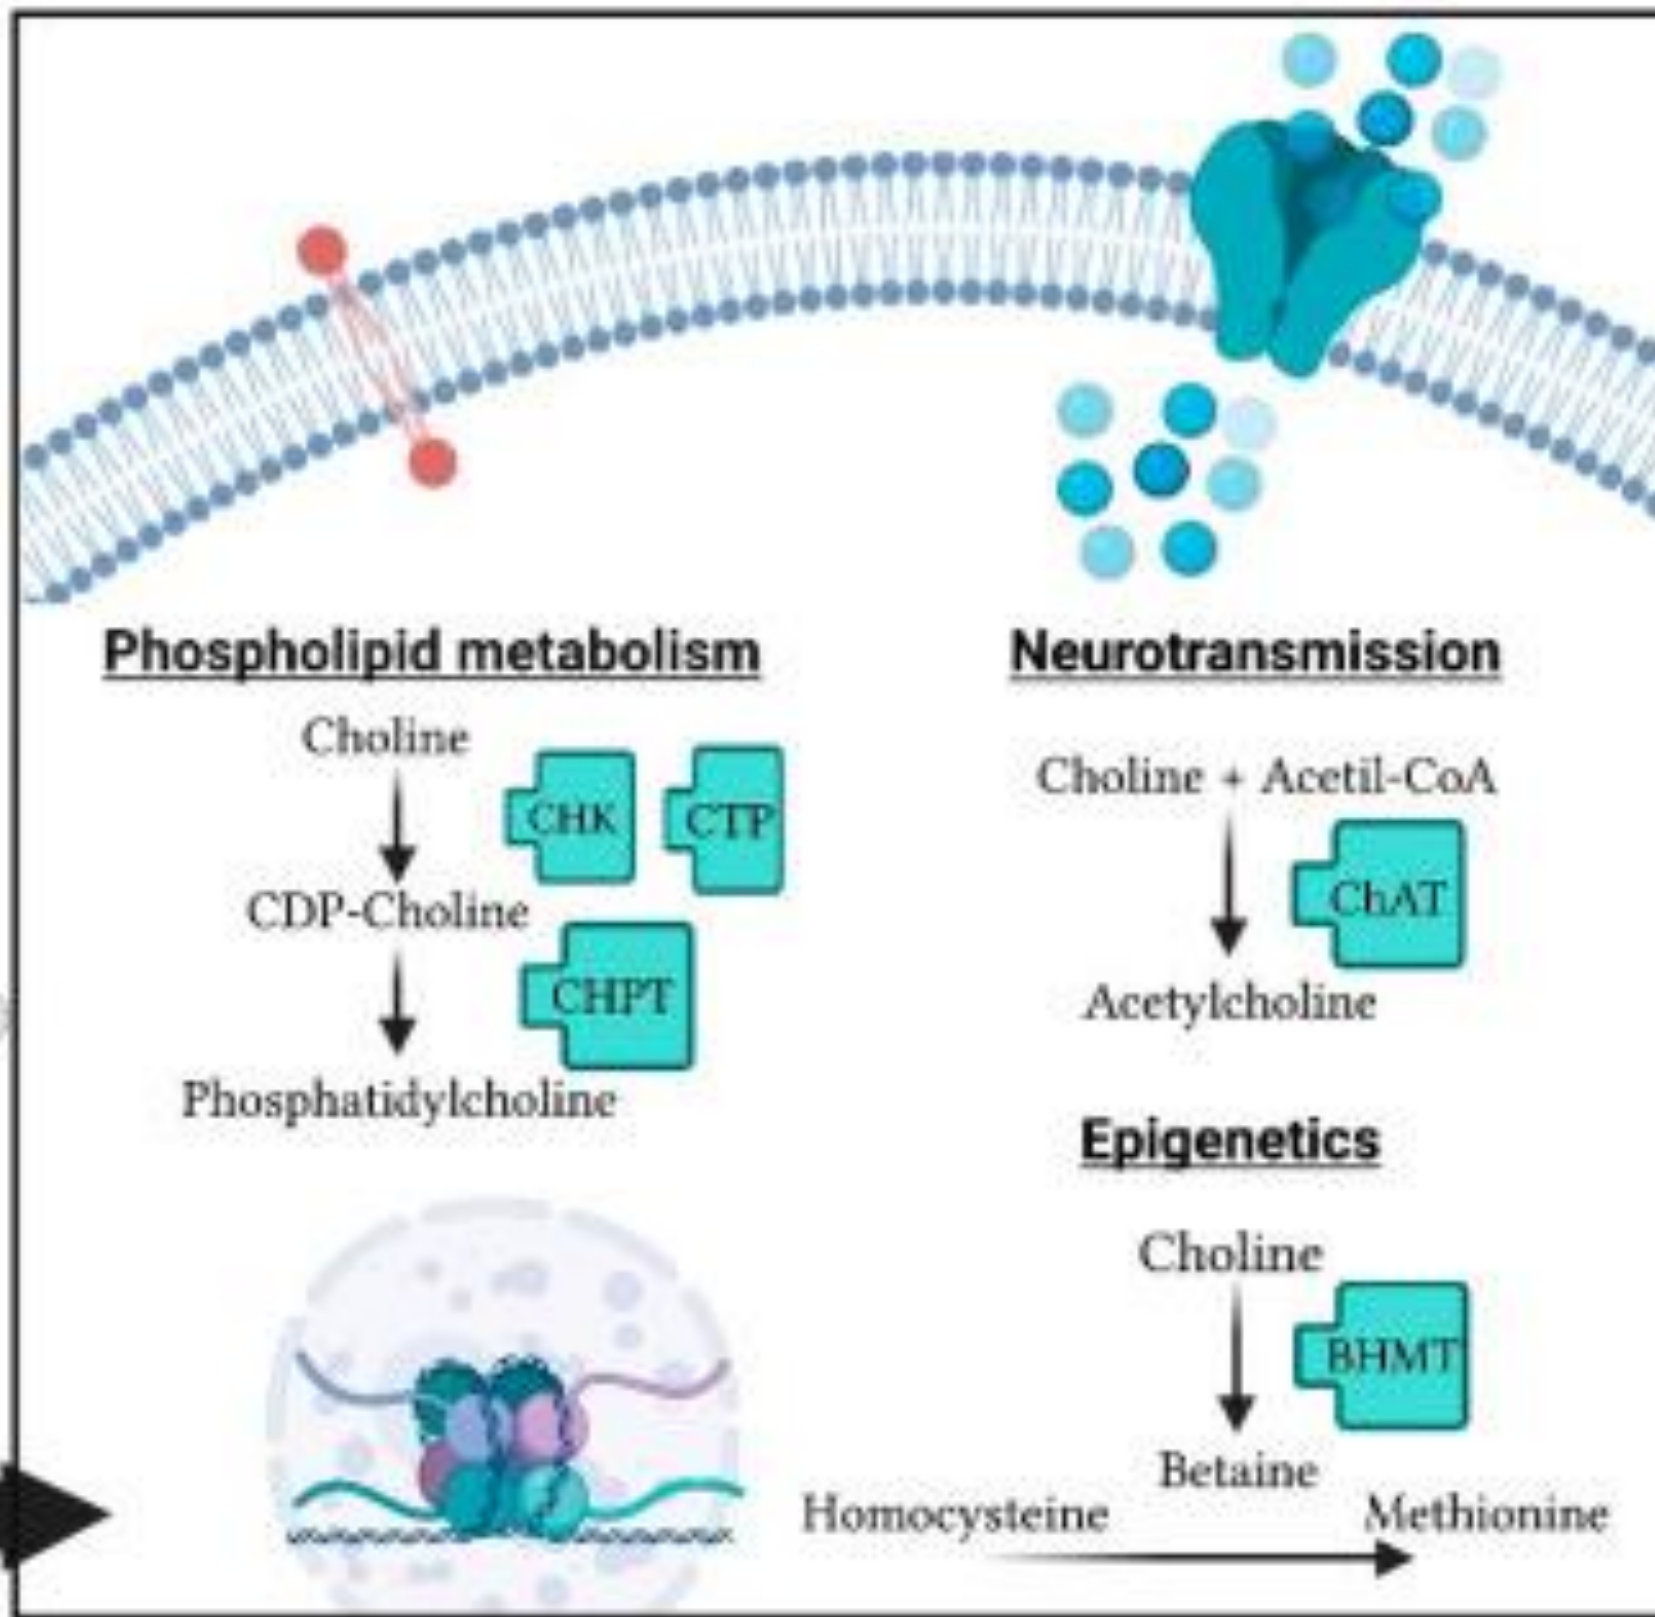 Phospholipid metabolism
Choline
CHK
CTP
CDP-Choline
CHPT
Phosphatidylcholine
Neurotransmission
Choline + Acetil-CoA
ChAT
Acetylcholine
Epigenetics
Choline
BHMT
Betaine
Homocysteine
Methionine